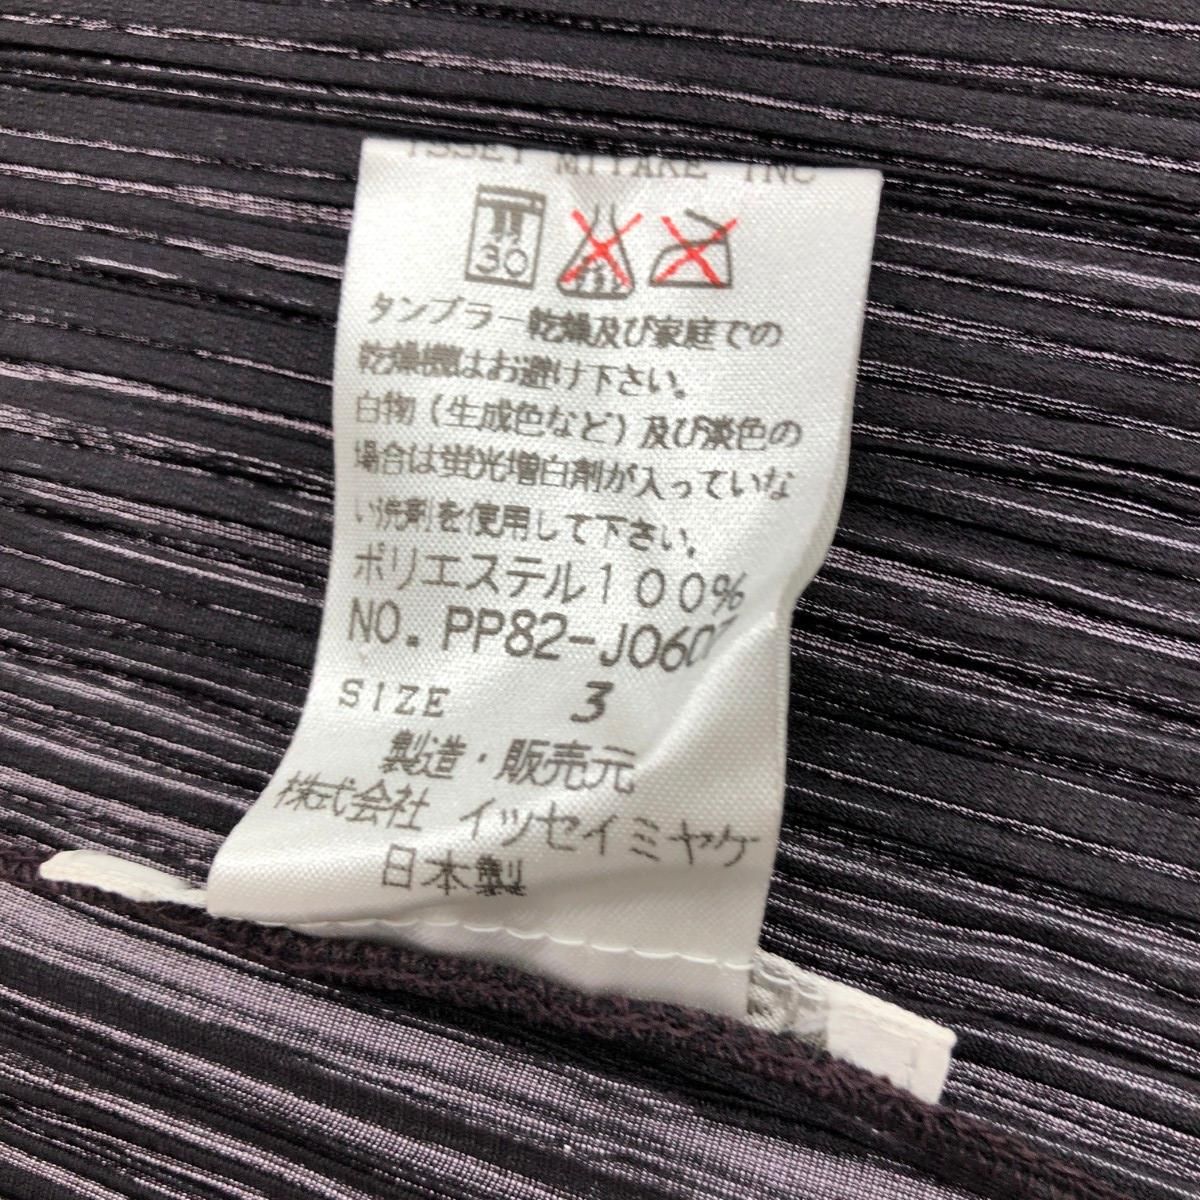 ISSEY MIYAKE INC
30
タンブラー乾燥及び家庭での
乾燥機はお避け下さい。
白物(生成色など)及び淡色の
場合は蛍光増白剤が入っていな
い洗剤を使用して下さい。
ポリエステル100%
NO. PP82-J0607
SIZE 3
製造・販売元
株式会社 イッセイミヤケ
日本製